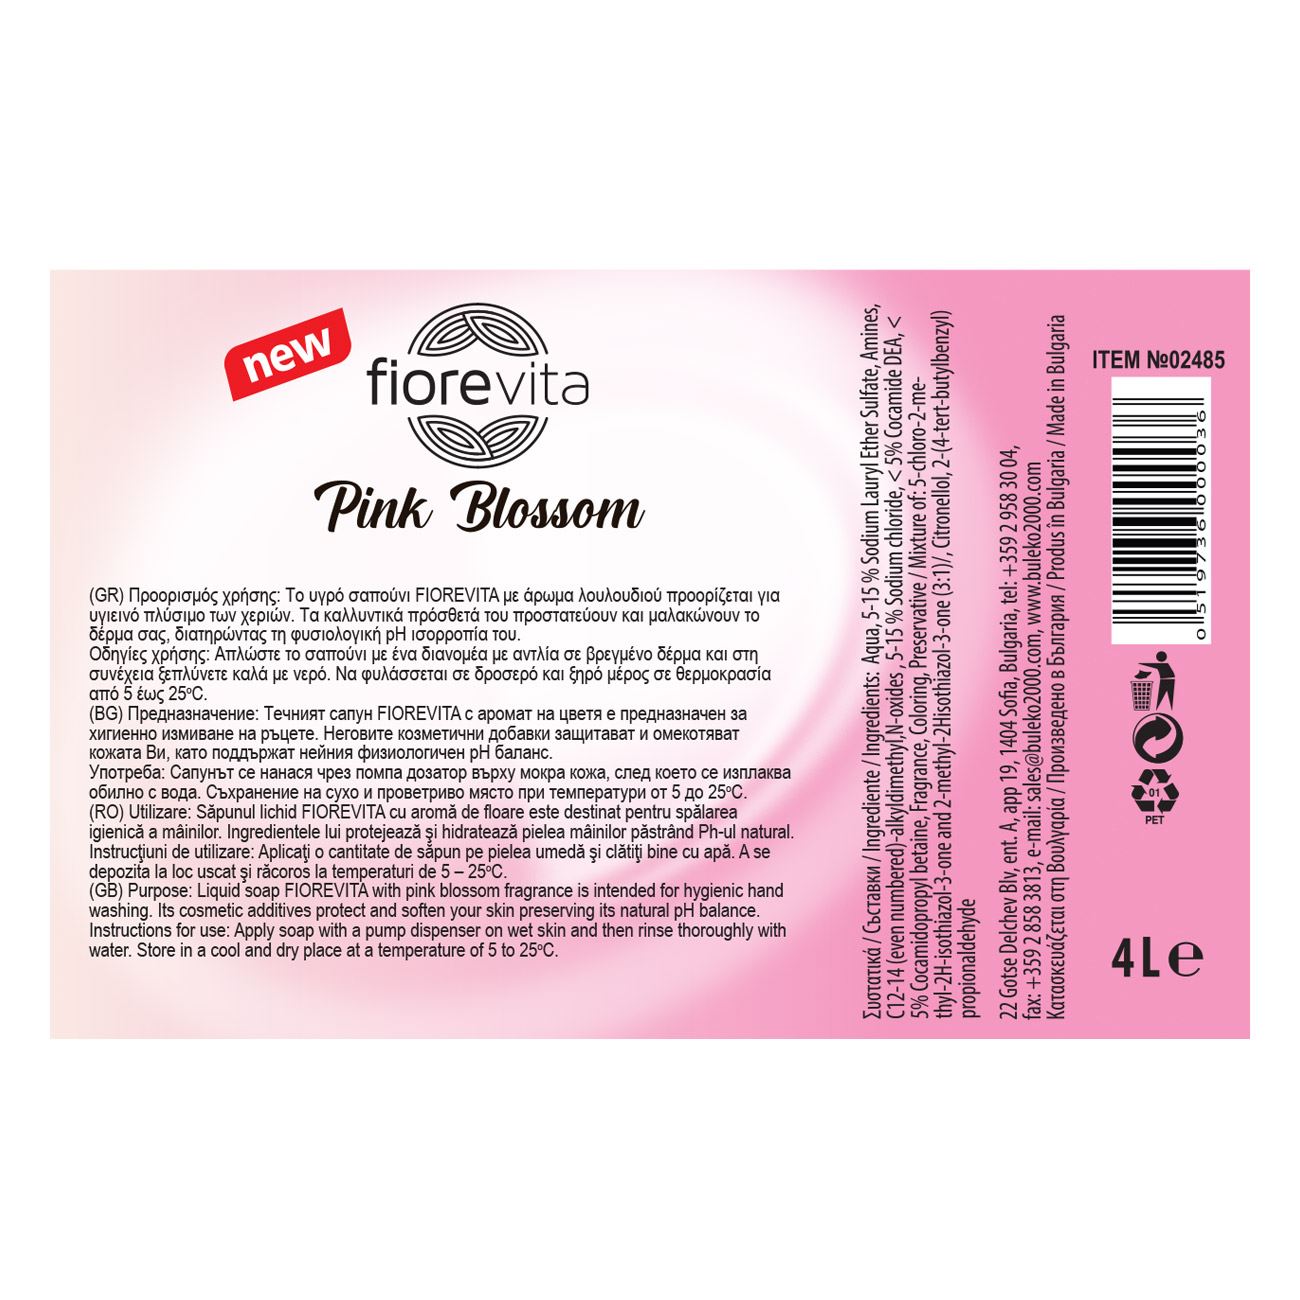 new
fiorevita
Pink Blossom
(GR) Προορισμός χρήσης: Το υγρό σαπούνι FIOREVITA με άρωμα λουλουδιού προορίζεται για
υγιεινό πλύσιμο των χεριών. Τα καλλυντικά πρόσθετά του προστατεύουν και μαλακώνουν το
δέρμα σας, διατηρώντας τη φυσιολογική pH ισορροπία του.
Οδηγίες χρήσης: Απλώστε το σαπούνι με ένα διανομέα με αντλία σε βρεγμένο δέρμα και στη
συνέχεια ξεπλύνετε καλά με νερό. Να φυλάσσεται σε δροσερό και ξηρό μέρος σε θερμοκρασία
από 5 έως 25ºC.
(BG) Предназначение: Течният сапун FIOREVITA с аромат на цветя е предназначен за
хигиенно измиване на ръцете. Неговите козметични добавки защитават и омекотяват
кожата Ви, като поддържат нейния физиологичен pH баланс.
Употреба: Сапунът се нанася чрез помпа дозатор върху мокра кожа, след което се изплаква
обилно с вода. Съхранение на сухо и проветриво място при температури от 5 до 25ºC.
(RO) Utilizare: Săpunul lichid FIOREVITA cu aromă de floare este destinat pentru spălarea
igienică a mâinilor. Ingredientele lui protejează şi hidratează pielea mâinilor păstrând Ph-ul natural.
Instrucţiuni de utilizare: Aplicaţi o cantitate de săpun pe pielea umedă şi clătiţi bine cu apă. A se
depozita la loc uscat şi răcoros la temperaturi de 5 – 25ºC.
(GB) Purpose: Liquid soap FIOREVITA with pink blossom fragrance is intended for hygienic hand
washing. Its cosmetic additives protect and soften your skin preserving its natural pH balance.
Instructions for use: Apply soap with a pump dispenser on wet skin and then rinse thoroughly with
water. Store in a cool and dry place at a temperature of 5 to 25ºC.
Συστατικά / Съставки / Ingrediente / Ingredients: Aqua, 5-15 % Sodium Lauryl Ether Sulfate, Amines,
C12-14 (even numbered)-alkyldimethyl,N-oxides , 5-15 % Sodium chloride, < 5% Cocamide DEA, <
5% Cocamidopropyl betaine, Fragrance, Coloring, Preservative / Mixture of: 5-chloro-2-me-
thyl-2H-isothiazol-3-one and 2-methyl-2Hisothiazol-3-one (3:1)/, Citronellol, 2-(4-tert-butylbenzyl)
propionaldehyde
22 Gotse Delchev Blv, ent. A, app 19, 1404 Sofia, Bulgaria, tel: +359 2 958 30 04,
fax: +359 2 858 3813, e-mail: sales@buleko2000.com, www.buleko2000.com
Κατασκευάζεται στη Βουλγαρία / Произведено в България / Produs în Bulgaria / Made in Bulgaria
ITEM №02485
0 51973600003 6
01
PET
4 L e